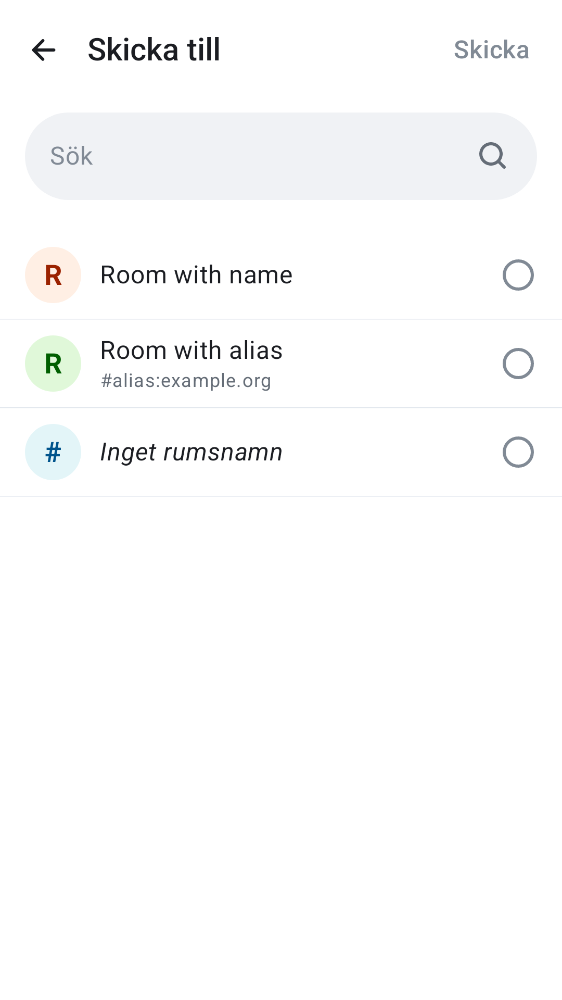 Skicka till
Skicka
Sök
R
Room with name
R
Room with alias
#alias:example.org
#
Inget rumsnamn